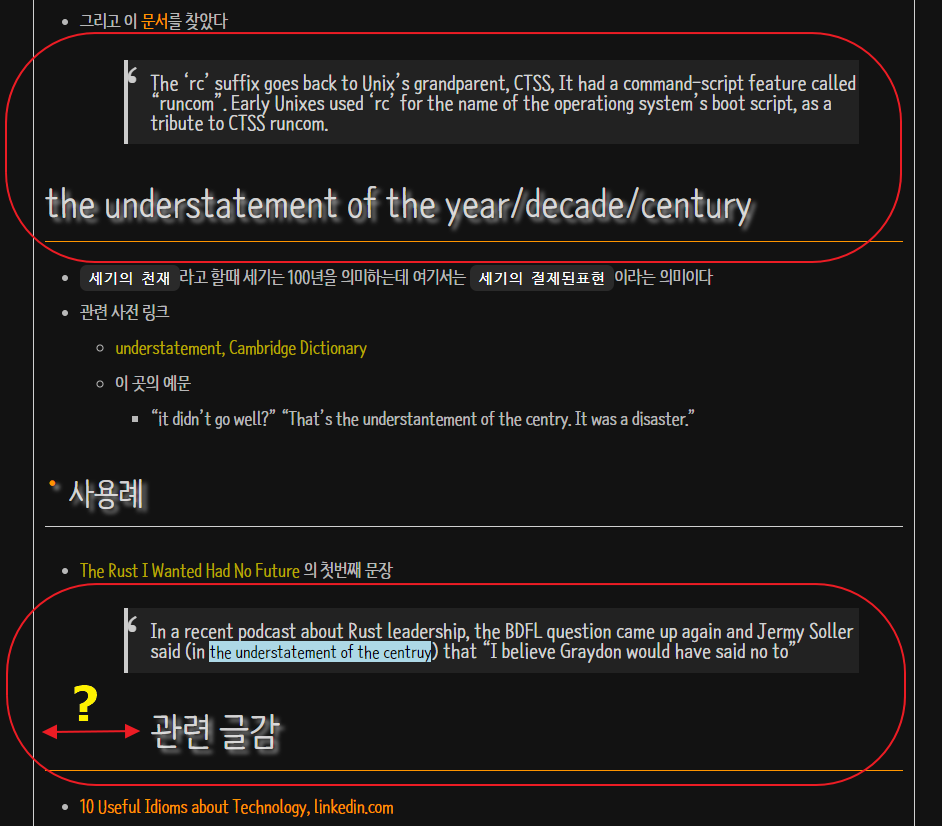 그리고 이 문서를 찾았다
‘
The ‘rc’ suffix goes back to Unix’s grandparent, CTSS, It had a command-script feature called
“runcom”. Early Unixes used ‘rc’ for the name of the operationg system’s boot script, as a
tribute to CTSS runcom.
the understatement of the year/decade/century
세기의 천재 라고 할때 세기는 100년을 의미하는데 여기서는 세기의 절제된표현 이라는 의미이다
관련 사전 링크
understatement, Cambridge Dictionary
이 곳의 예문
“it didn’t go well?” “That’s the understantement of the centry. It was a disaster.”
사용례
The Rust I Wanted Had No Future 의 첫번째 문장
‘
In a recent podcast about Rust leadership, the BDFL question came up again and Jermy Soller
said (in the understatement of the centruy) that “I believe Graydon would have said no to”
?
관련 글감
10 Useful Idioms about Technology, linkedin.com